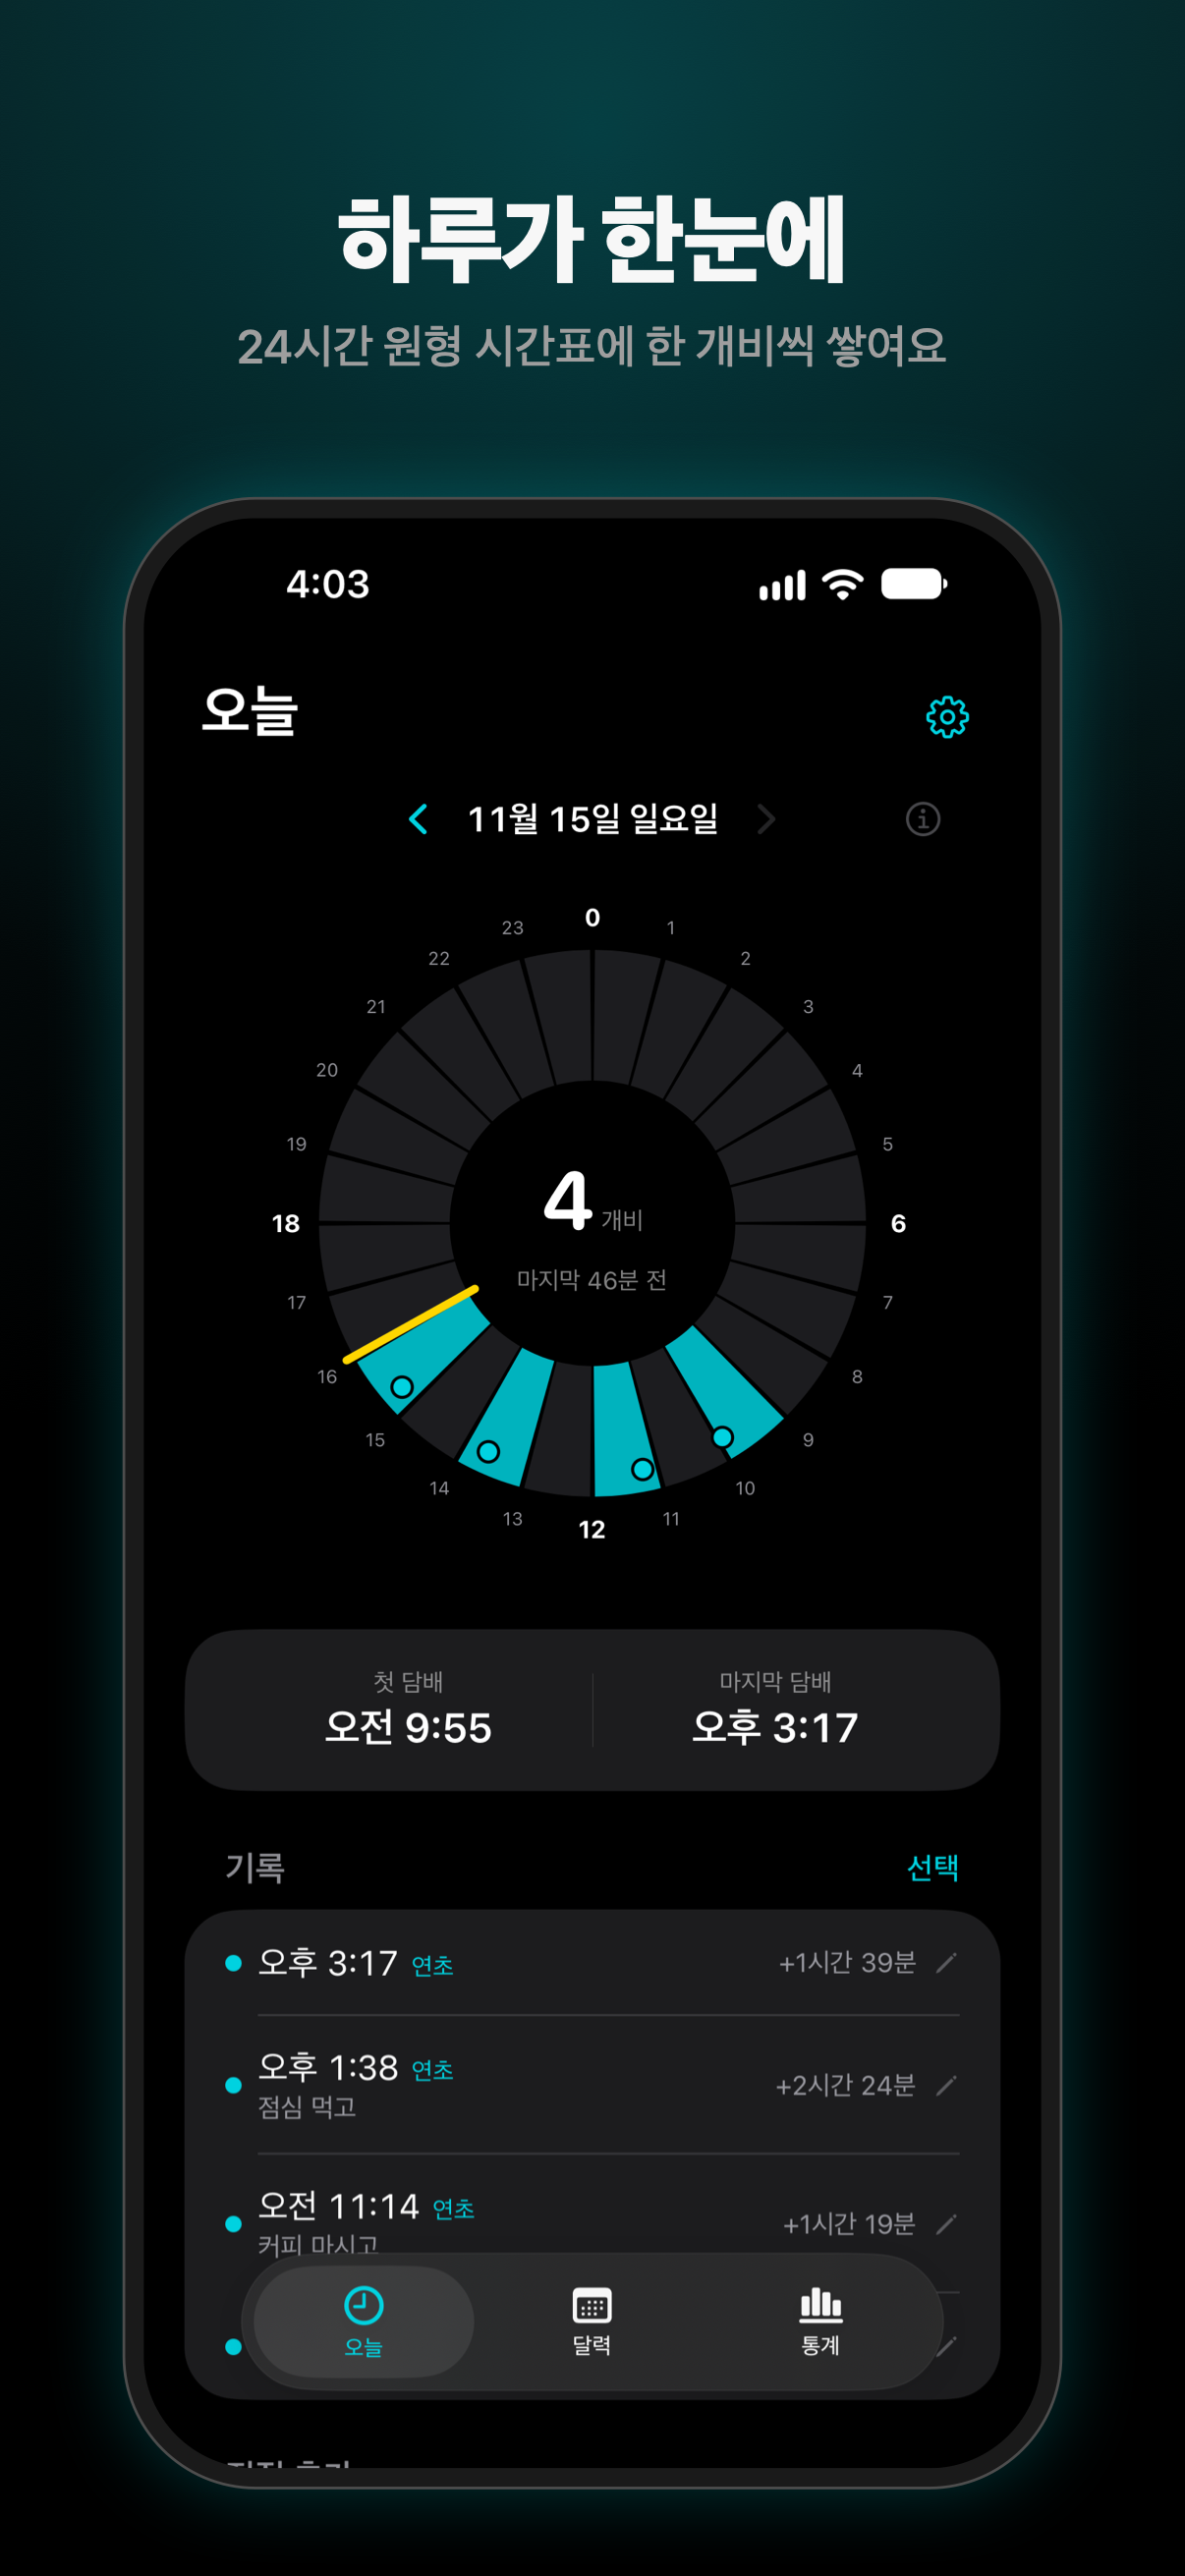 하루가 한눈에
24시간 원형 시간표에 한 개비씩 쌓여요
4:03
오늘
11월 15일 일요일
0
1
2
3
4
5
6
7
8
9
10
11
12
13
14
15
16
17
18
19
20
21
22
23
4 개비
마지막 46분 전
첫 담배
마지막 담배
오전 9:55
오후 3:17
기록
선택
오후 3:17 연초
+1시간 39분
오후 1:38 연초
+2시간 24분
점심 먹고
오전 11:14 연초
+1시간 19분
커피 마시고
오늘
달력
통계